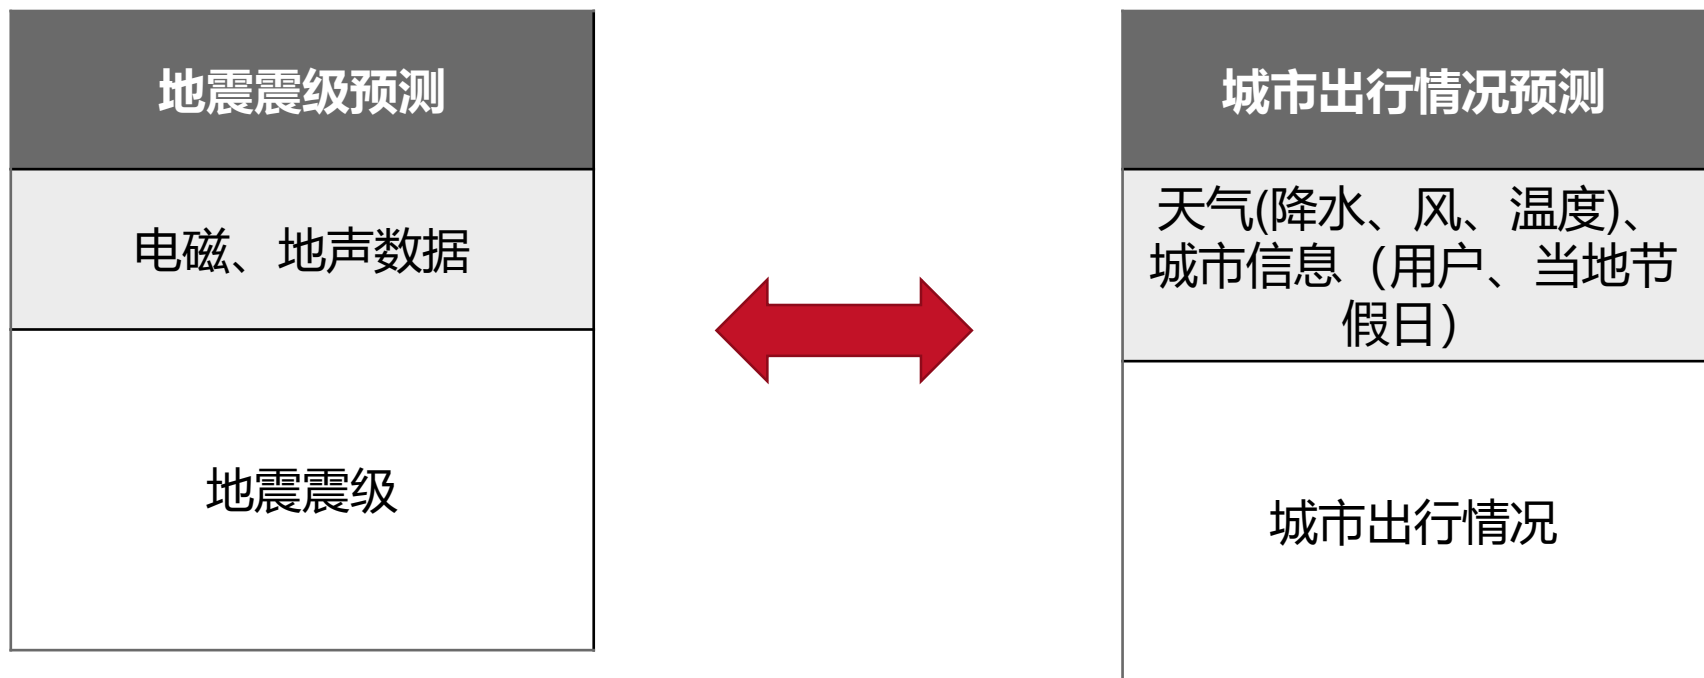 地震震级预测
电磁、地声数据
地震震级
城市出行情况预测
天气(降水、风、温度)、
城市信息（用户、当地节
假日）
城市出行情况